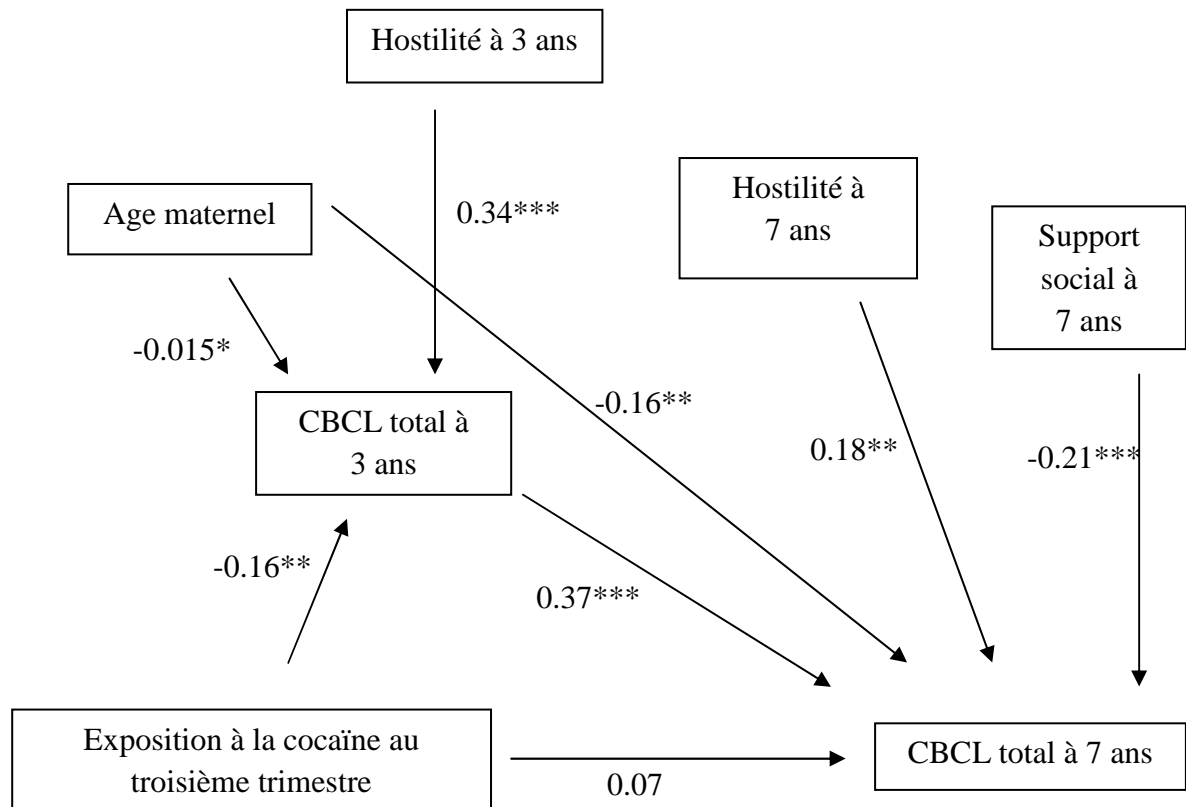 Hostilité à 3 ans
Age maternel
0.34***
Hostilité à
7 ans
Support
social à
7 ans
-0.015*
CBCL total à
3 ans
-0.16**
0.18**
-0.21***
-0.16**
0.37***
Exposition à la cocaïne au
troisième trimestre
0.07
CBCL total à 7 ans